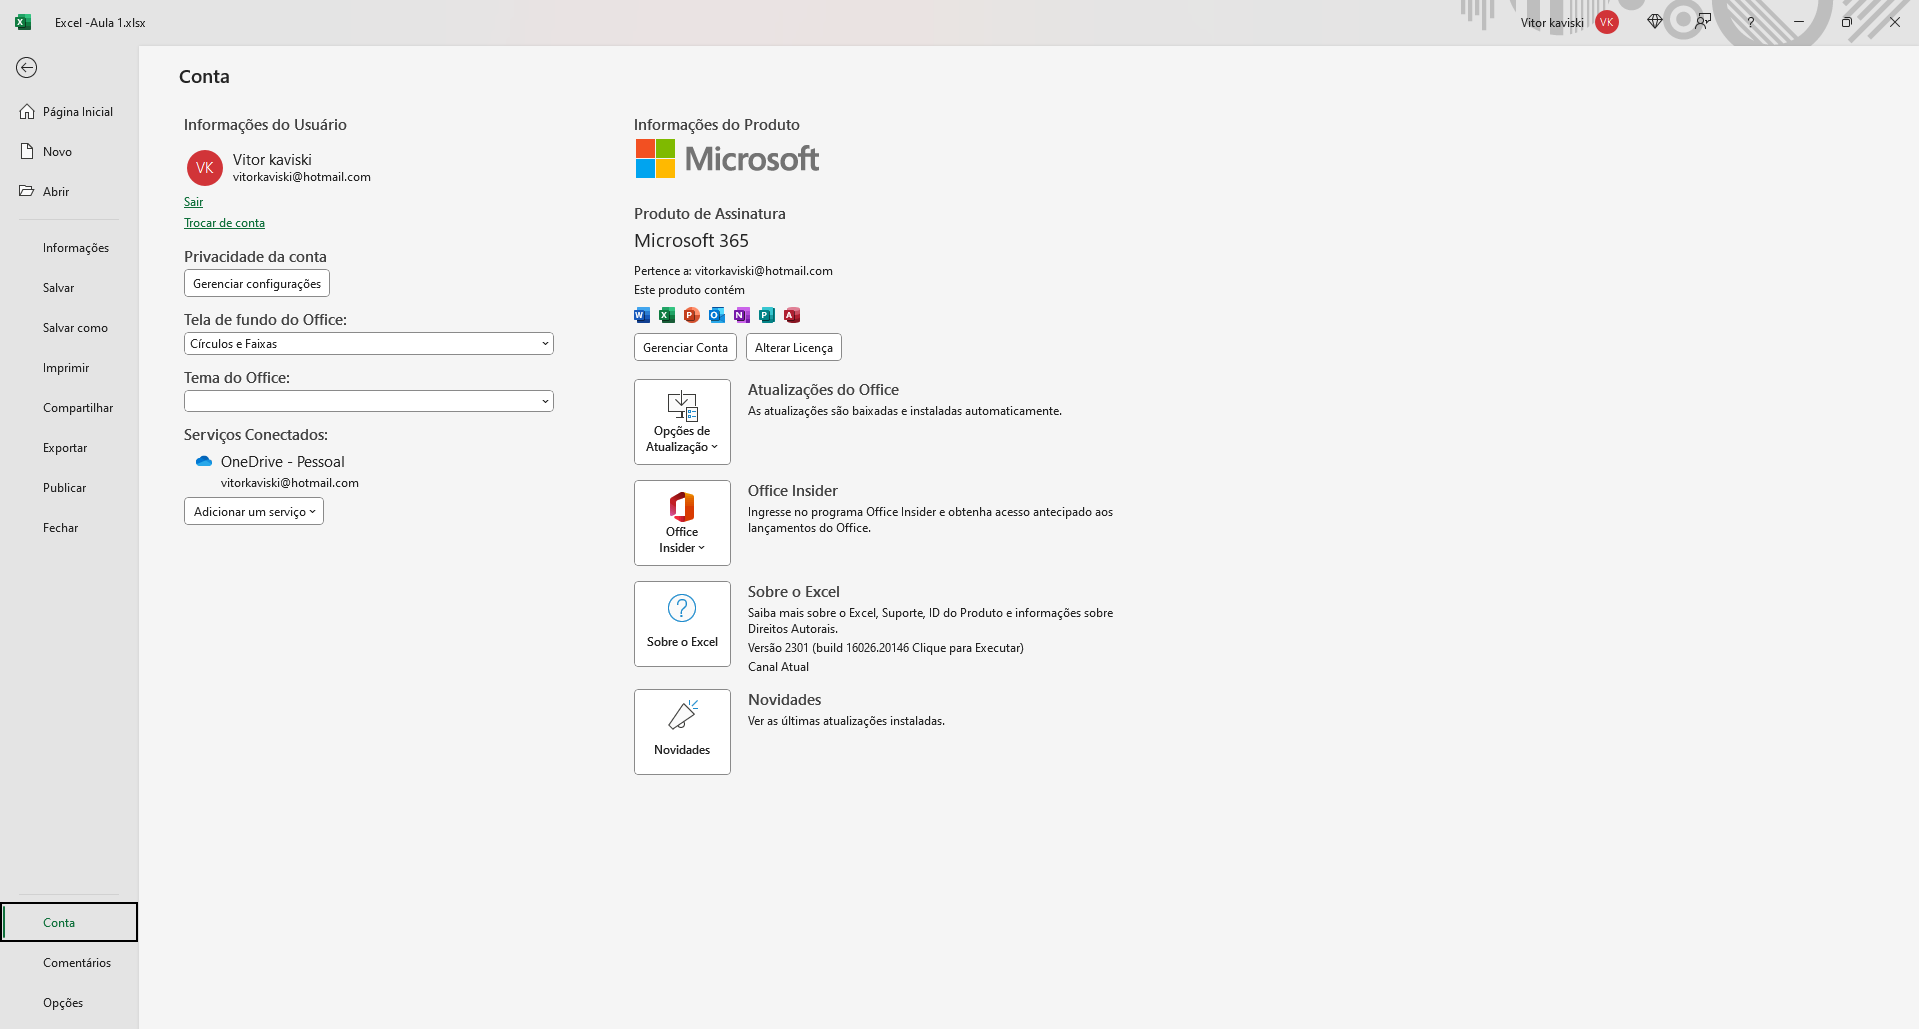 Excel -Aula 1.xlsx
Vitor kaviski
VK
?
Página Inicial
Novo
Abrir
Informações
Salvar
Salvar como
Imprimir
Compartilhar
Exportar
Publicar
Fechar
Conta
Comentários
Opções
Conta
Informações do Usuário
VK
Vitor kaviski
vitorkaviski@hotmail.com
Sair
Trocar de conta
Privacidade da conta
Gerenciar configurações
Tela de fundo do Office:
Círculos e Faixas
Tema do Office:
Serviços Conectados:
OneDrive - Pessoal
vitorkaviski@hotmail.com
Adicionar um serviço
Informações do Produto
Microsoft
Produto de Assinatura
Microsoft 365
Pertence a: vitorkaviski@hotmail.com
Este produto contém
W X P O N P A
Gerenciar Conta
Alterar Licença
Opções de
Atualização
Atualizações do Office
As atualizações são baixadas e instaladas automaticamente.
Office
Insider
Office Insider
Ingresse no programa Office Insider e obtenha acesso antecipado aos
lançamentos do Office.
Sobre o Excel
Sobre o Excel
Saiba mais sobre o Excel, Suporte, ID do Produto e informações sobre
Direitos Autorais.
Versão 2301 (build 16026.20146 Clique para Executar)
Canal Atual
Novidades
Novidades
Ver as últimas atualizações instaladas.